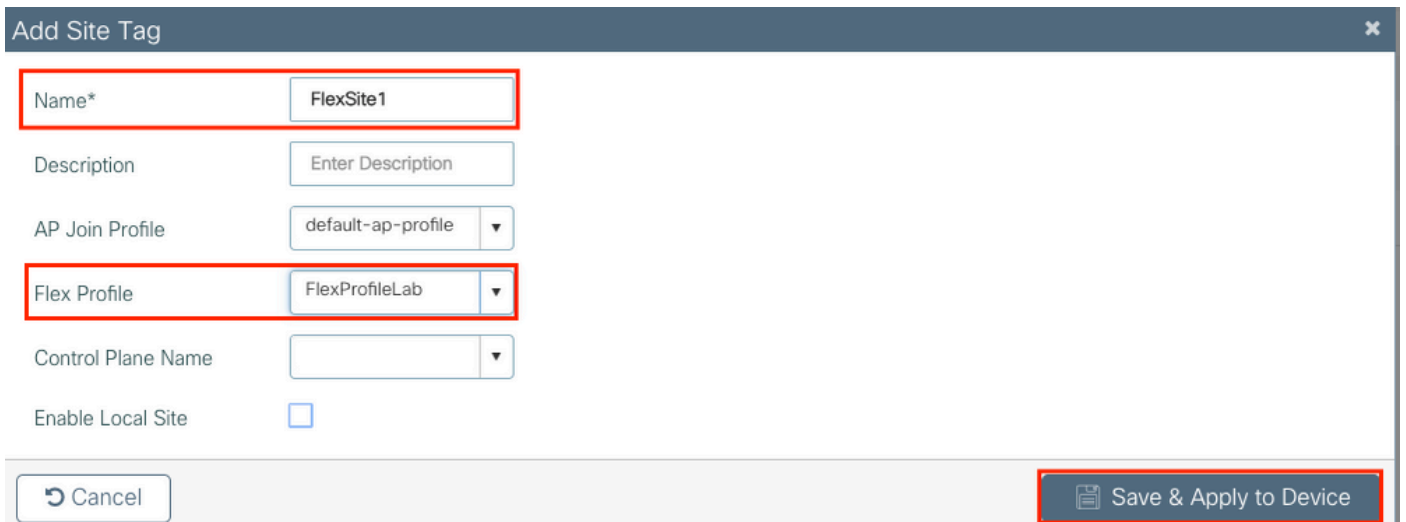 Add Site Tag
Name* FlexSite1
Description Enter Description
AP Join Profile default-ap-profile
Flex Profile FlexProfileLab
Control Plane Name
Enable Local Site
Cancel Save & Apply to Device